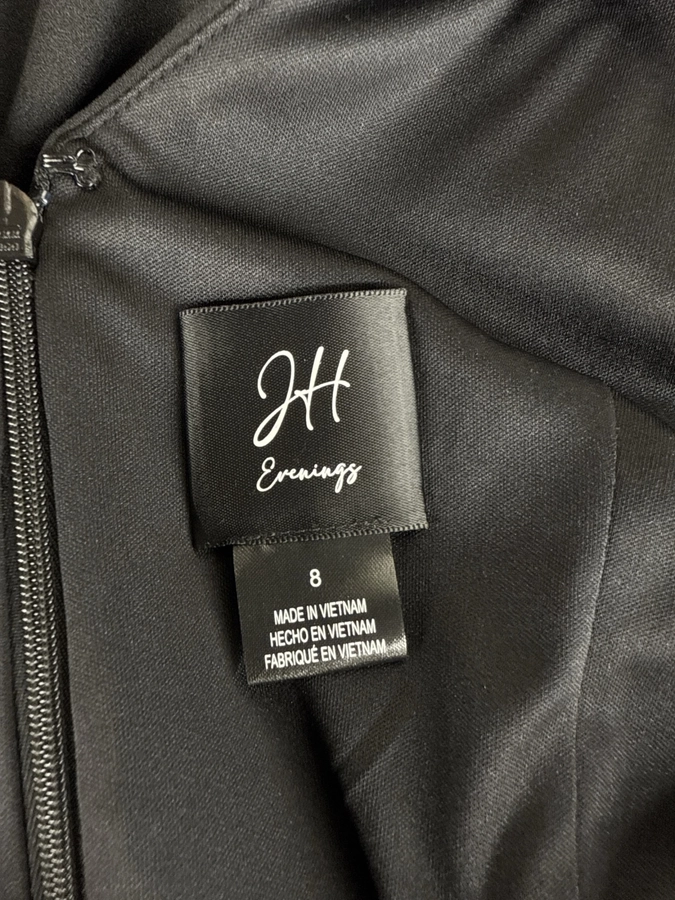 JH
Evenings
8
MADE IN VIETNAM
HECHO EN VIETNAM
FABRIQUÉ EN VIETNAM